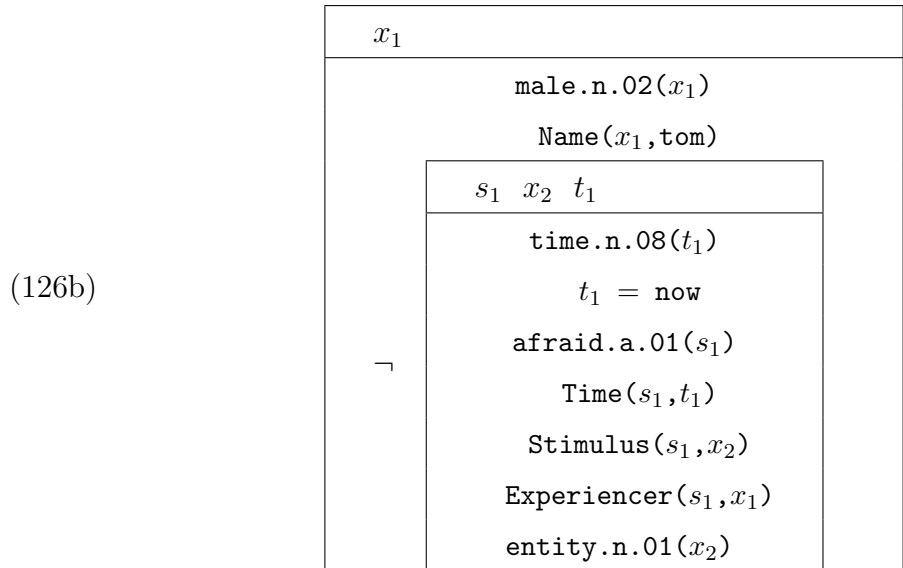 x₁
male.n.02(x₁)
Name(x₁,tom)
s₁ x₂ t₁
time.n.08(t₁)
(126b)
t₁ = now
afraid.a.01(s₁)
¬
Time(s₁,t₁)
Stimulus(s₁,x₂)
Experiencer(s₁,x₁)
entity.n.01(x₂)